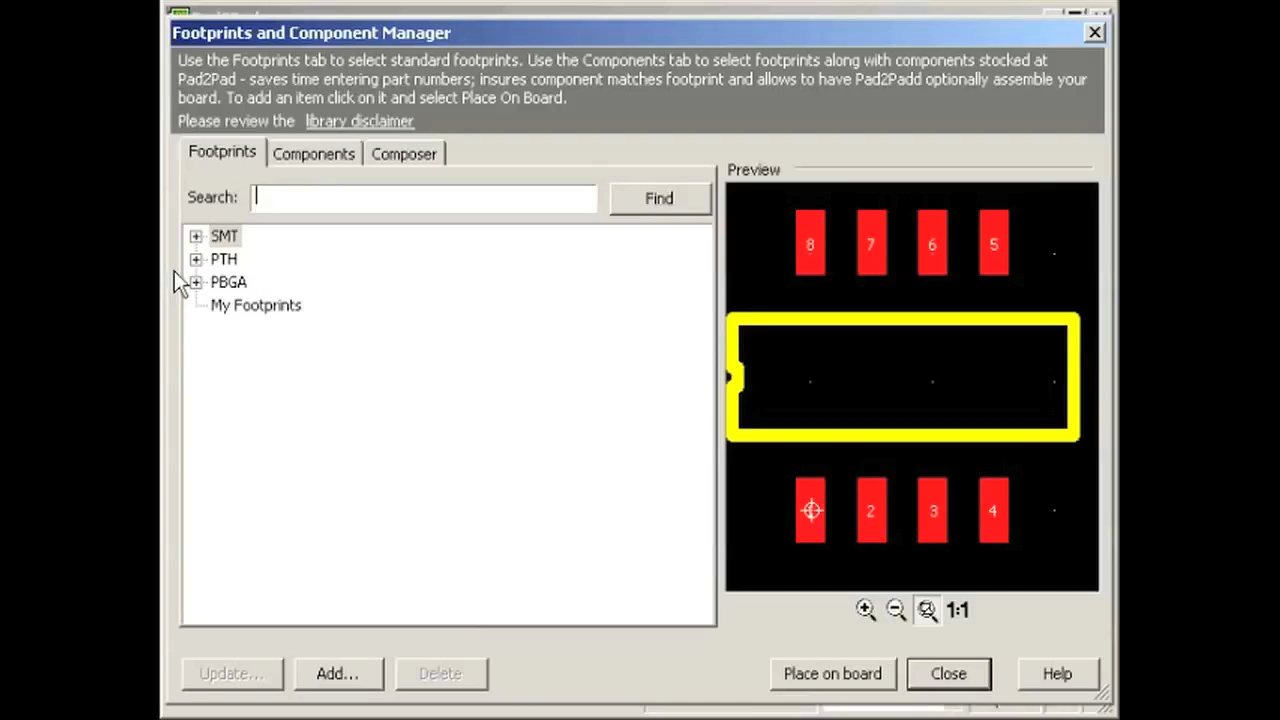 Footprints and Component Manager
Use the Footprints tab to select standard footprints. Use the Components tab to select footprints along with components stocked at
Pad2Pad - saves time entering part numbers; insures component matches footprint and allows to have Pad2Padd optionally assemble your
board. To add an item click on it and select Place On Board.
Please review the library disclaimer
Footprints Components Composer
Preview
Search: Find
SMT
PTH
PBGA
My Footprints
8 7 6 5
2 3 4
1:1
Update... Add... Delete Place on board Close Help